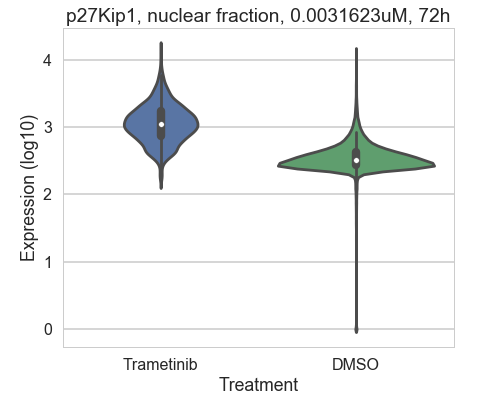 p27Kip1, nuclear fraction, 0.0031623uM, 72h
Expression (log10)
4
3
2
1
0
Trametinib DMSO
Treatment